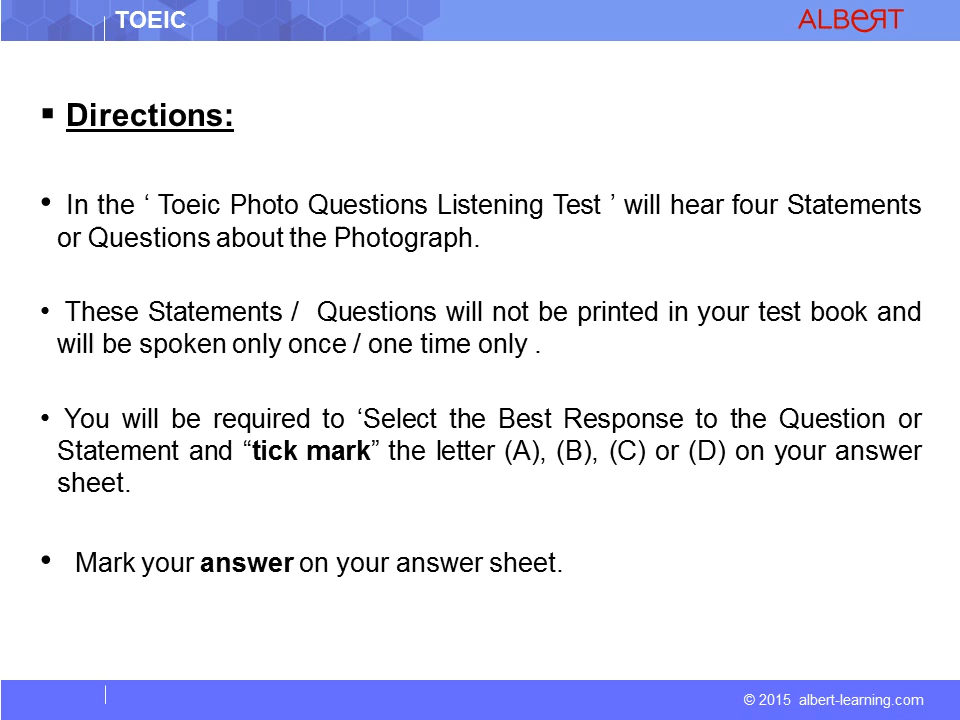 TOEIC
ALBERT
▪ Directions:
• In the ‘ Toeic Photo Questions Listening Test ’ will hear four Statements
or Questions about the Photograph.
• These Statements / Questions will not be printed in your test book and
will be spoken only once / one time only .
• You will be required to ‘Select the Best Response to the Question or
Statement and “tick mark” the letter (A), (B), (C) or (D) on your answer
sheet.
• Mark your answer on your answer sheet.
© 2015 albert-learning.com